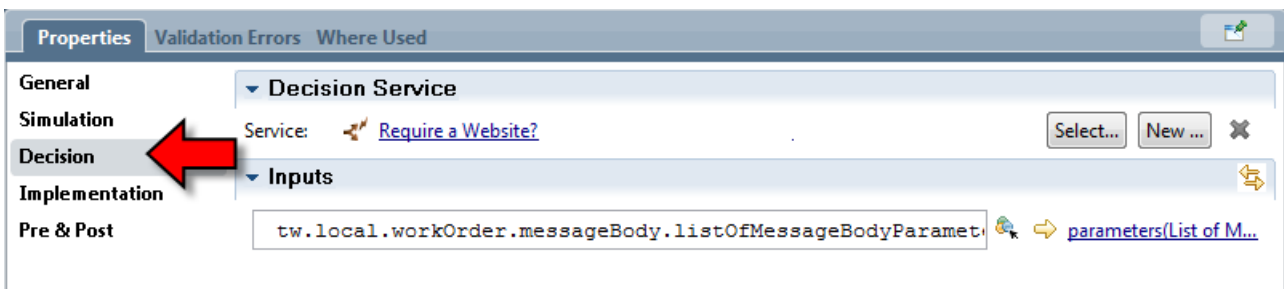 Properties Validation Errors Where Used
General
Simulation
Decision
Implementation
Pre & Post
Decision Service
Service: Require a Website? Select... New ...
Inputs
tw.local.workOrder.messageBody.listOfMessageBodyParamet parameters(List of M...